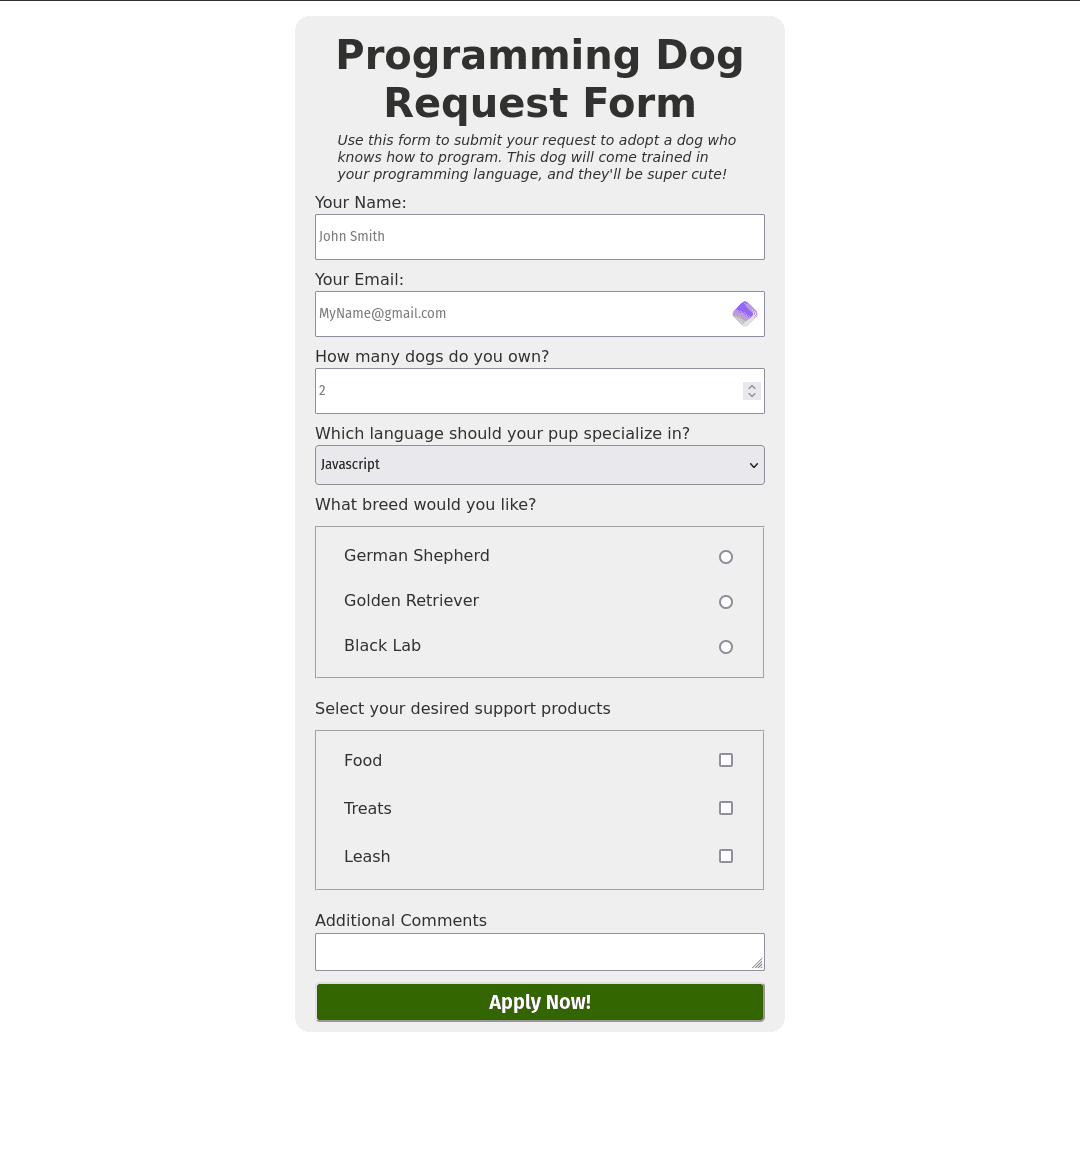 Programming Dog
Request Form
Use this form to submit your request to adopt a dog who
knows how to program. This dog will come trained in
your programming language, and they'll be super cute!
Your Name:
John Smith
Your Email:
MyName@gmail.com
How many dogs do you own?
2
Which language should your pup specialize in?
Javascript
What breed would you like?
German Shepherd
Golden Retriever
Black Lab
Select your desired support products
Food
Treats
Leash
Additional Comments
Apply Now!